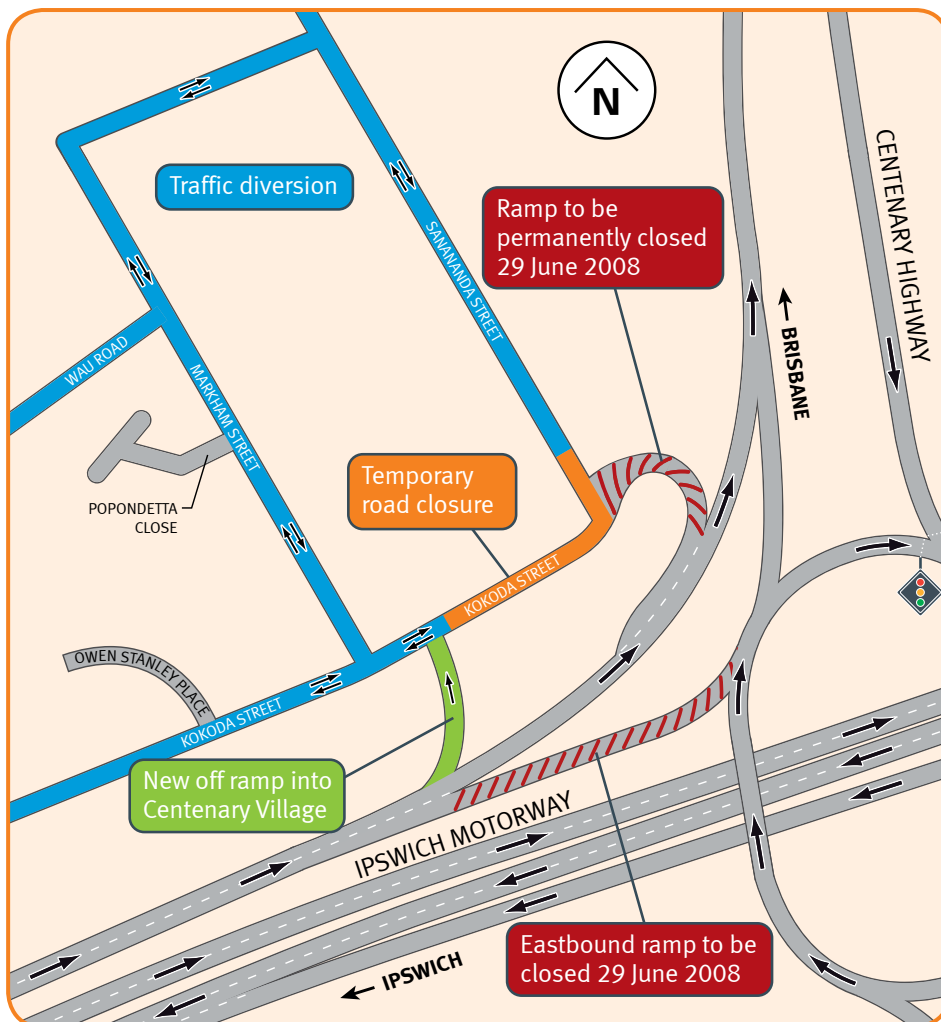 N
CENTENARY HIGHWAY
Traffic diversion
Ramp to be
permanently closed
29 June 2008
SANANANDA STREET
BRISBANE
WAU ROAD
MARKHAM STREET
POPONDETTA
CLOSE
Temporary
road closure
KOKODA STREET
OWEN STANLEY PLACE
KOKODA STREET
New off ramp into
Centenary Village
IPSWICH MOTORWAY
Eastbound ramp to be
closed 29 June 2008
IPSWICH